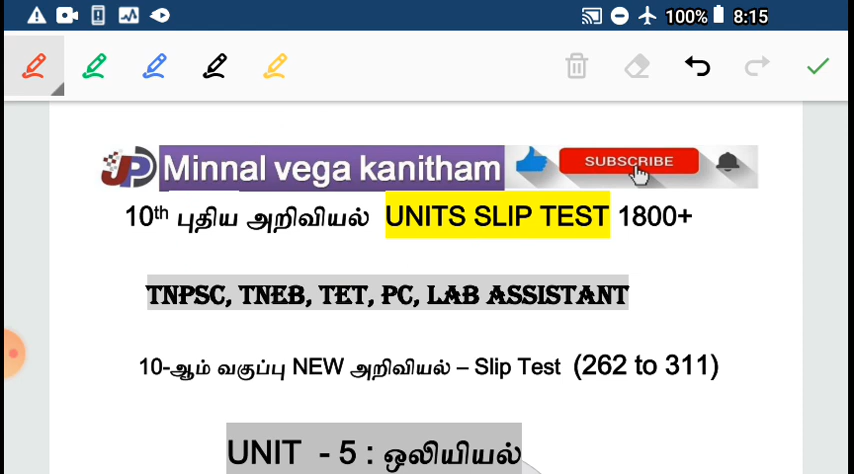 100% 8:15
JP Minnal vega kanitham SUBSCRIBE
10th புதிய அறிவியல் UNITS SLIP TEST 1800+
TNPSC, TNEB, TET, PC, LAB ASSISTANT
10-ஆம் வகுப்பு NEW அறிவியல் – Slip Test (262 to 311)
UNIT - 5 : ஒலியியல்